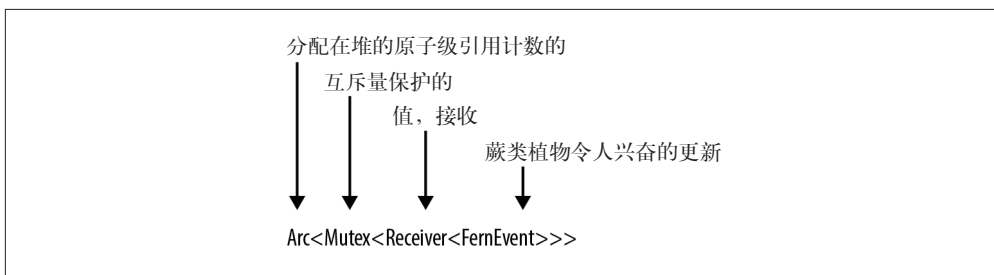 分配在堆的原子级引用计数的
互斥量保护的
值，接收
蕨类植物令人兴奋的更新
Arc<Mutex<Receiver<FernEvent>>>